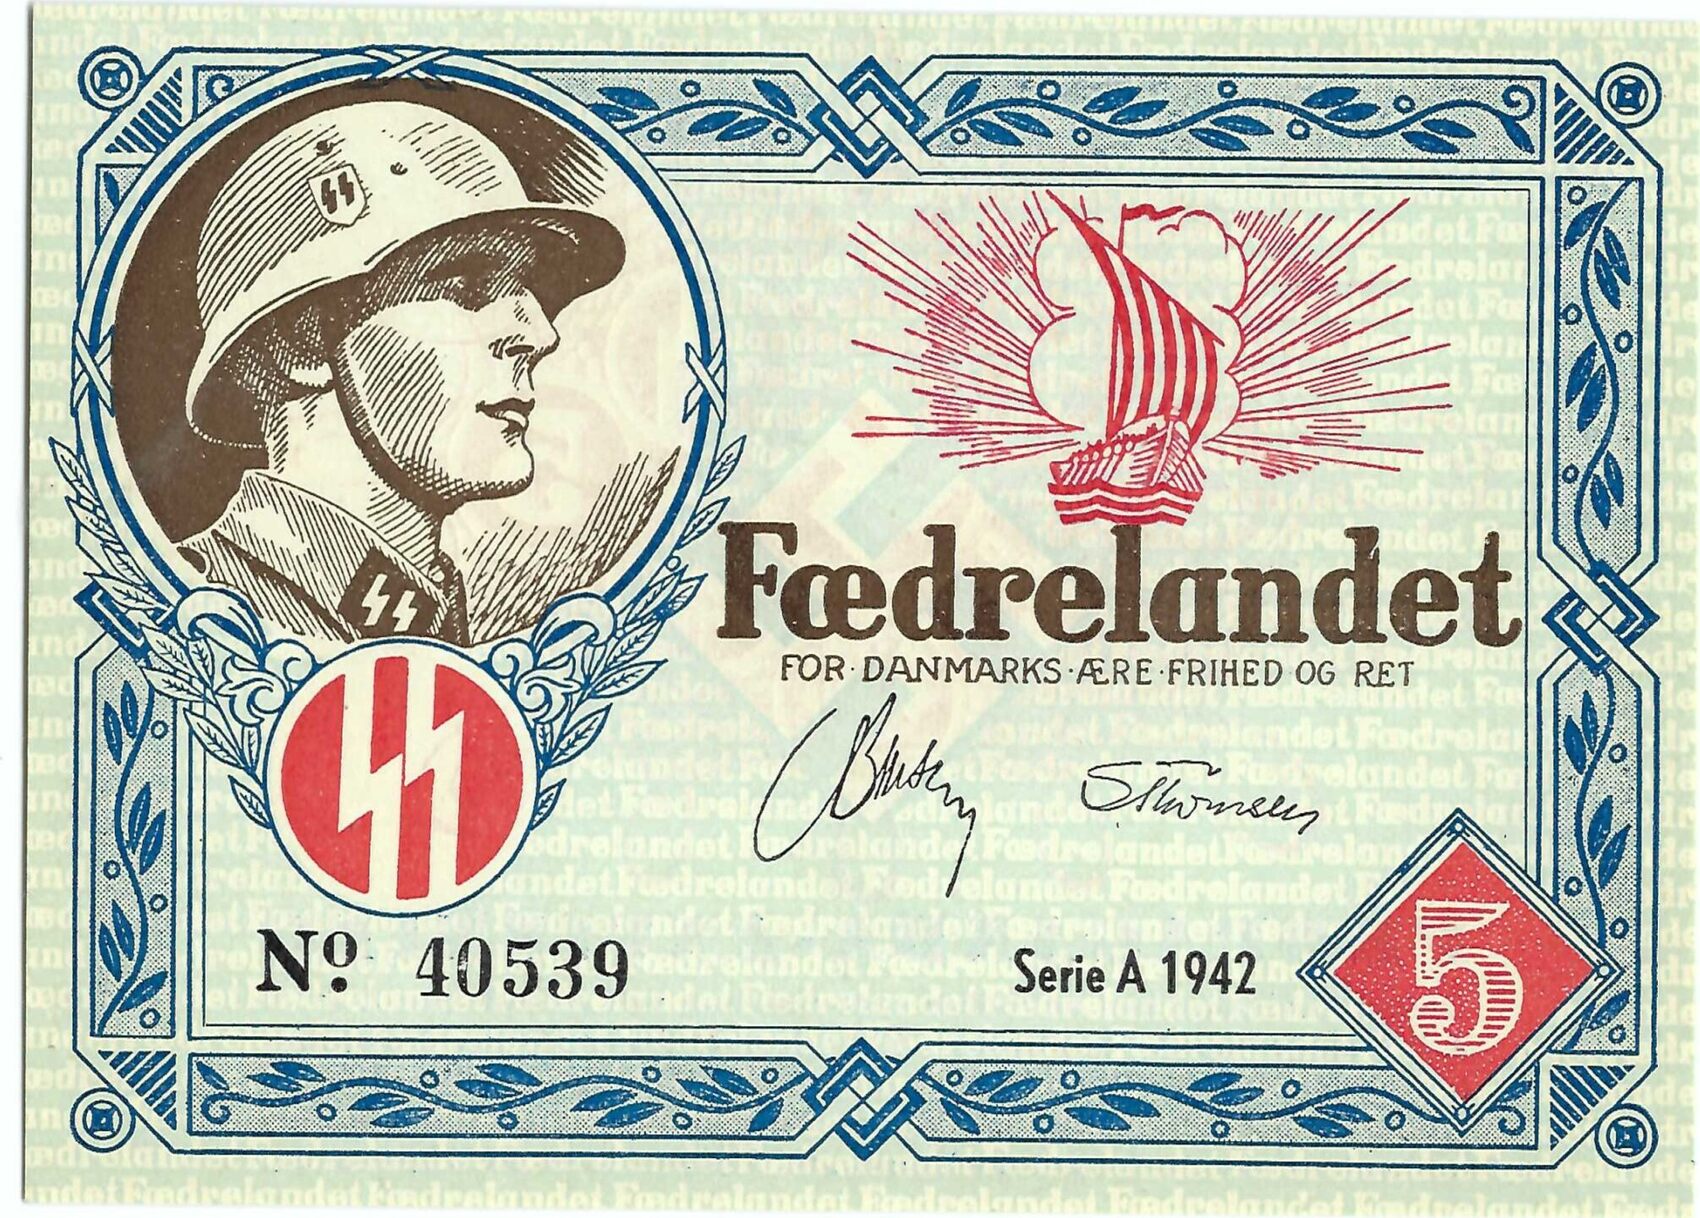 Fædrelandet
FOR · DANMARKS · ÆRE · FRIHED OG RET
Nº 40539
Serie A 1942
5